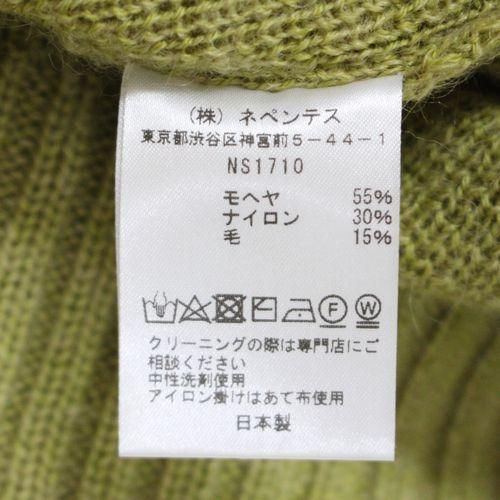 (株)ネペンテス
東京都渋谷区神宮前5－44－1
NS1710
モヘヤ 55%
ナイロン 30%
毛 15%
F W
クリーニングの際は専門店にご
相談ください
中性洗剤使用
アイロン掛けはあて布使用
日本製